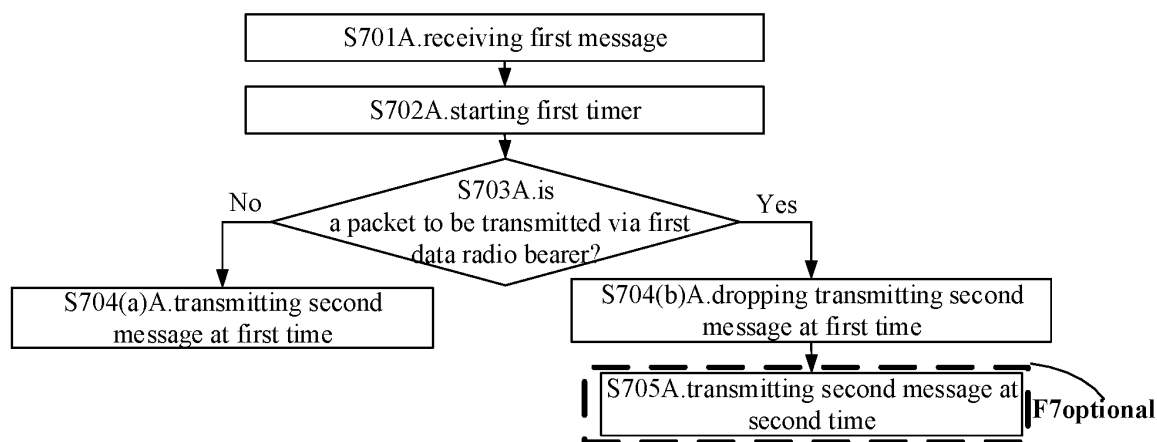 S701A.receiving first message
S702A.starting first timer
S703A.is
a packet to be transmitted via first
data radio bearer?
No
Yes
S704(a)A.transmitting second
message at first time
S704(b)A.dropping transmitting second
message at first time
S705A.transmitting second message at
second time
F7optional